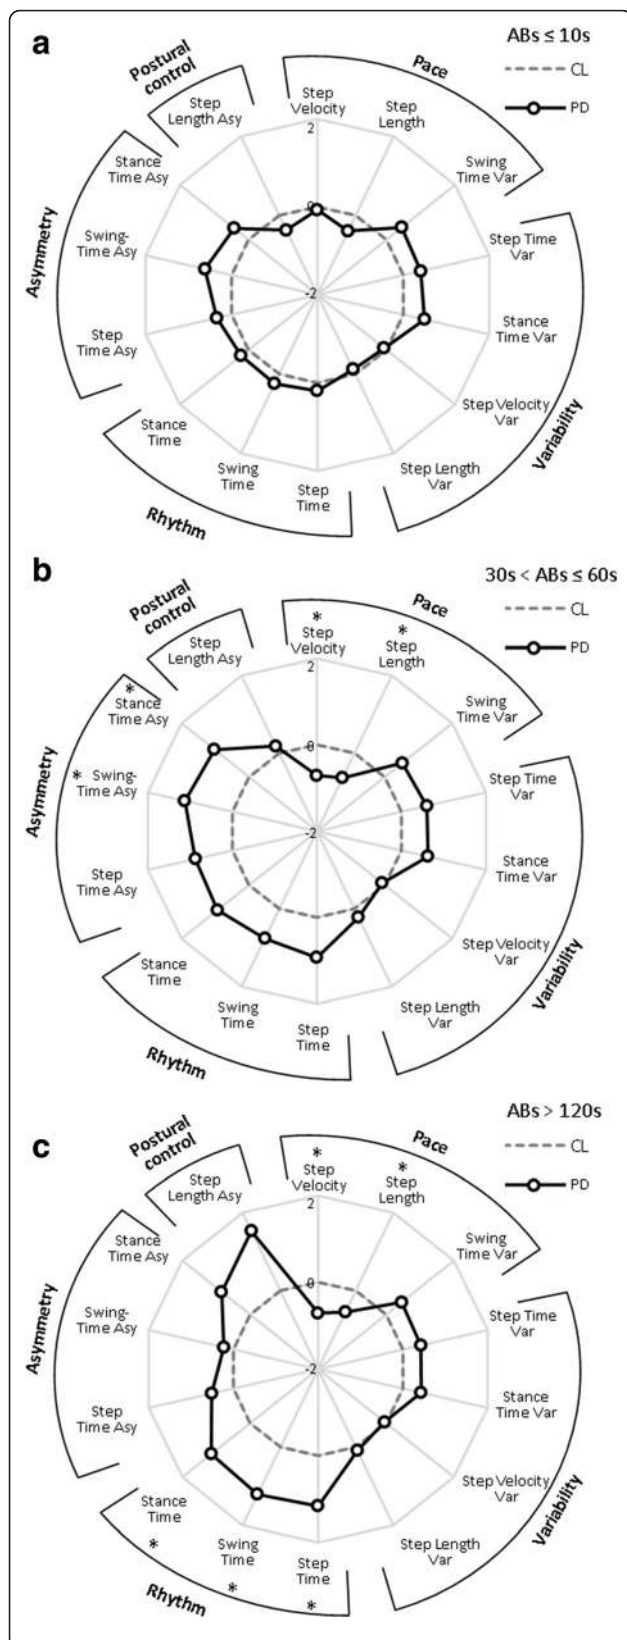 a
ABs ≤ 10s
CL
PD
Postural
control
Pace
Step
Length Asy
Step
Velocity
Step
Length
Stance
Time Asy
Swing
Time Var
2
0
-2
Asymmetry
Swing-
Time Asy
Step Time
Var
Step
Time Asy
Stance
Time Var
Stance
Time
Step Velocity
Var
Variability
Swing
Time
Step
Time
Step Length
Var
Rhythm
b
30s < ABs ≤ 60s
CL
PD
Postural
control
Pace
*
*
Step
Length Asy
Step
Velocity
Step
Length
*
Stance
Time Asy
Swing
Time Var
2
0
-2
Asymmetry
* Swing-
Time Asy
Step Time
Var
Step
Time Asy
Stance
Time Var
Stance
Time
Step Velocity
Var
Variability
Swing
Time
Step
Time
Step Length
Var
Rhythm
c
ABs > 120s
CL
PD
Postural
control
Pace
*
*
Step
Length Asy
Step
Velocity
Step
Length
Stance
Time Asy
Swing
Time Var
2
0
-2
Asymmetry
Swing-
Time Asy
Step Time
Var
Step
Time Asy
Stance
Time Var
Stance
Time
Step Velocity
Var
Variability
Swing
Time
Step
Time
Step Length
Var
*
*
*
Rhythm